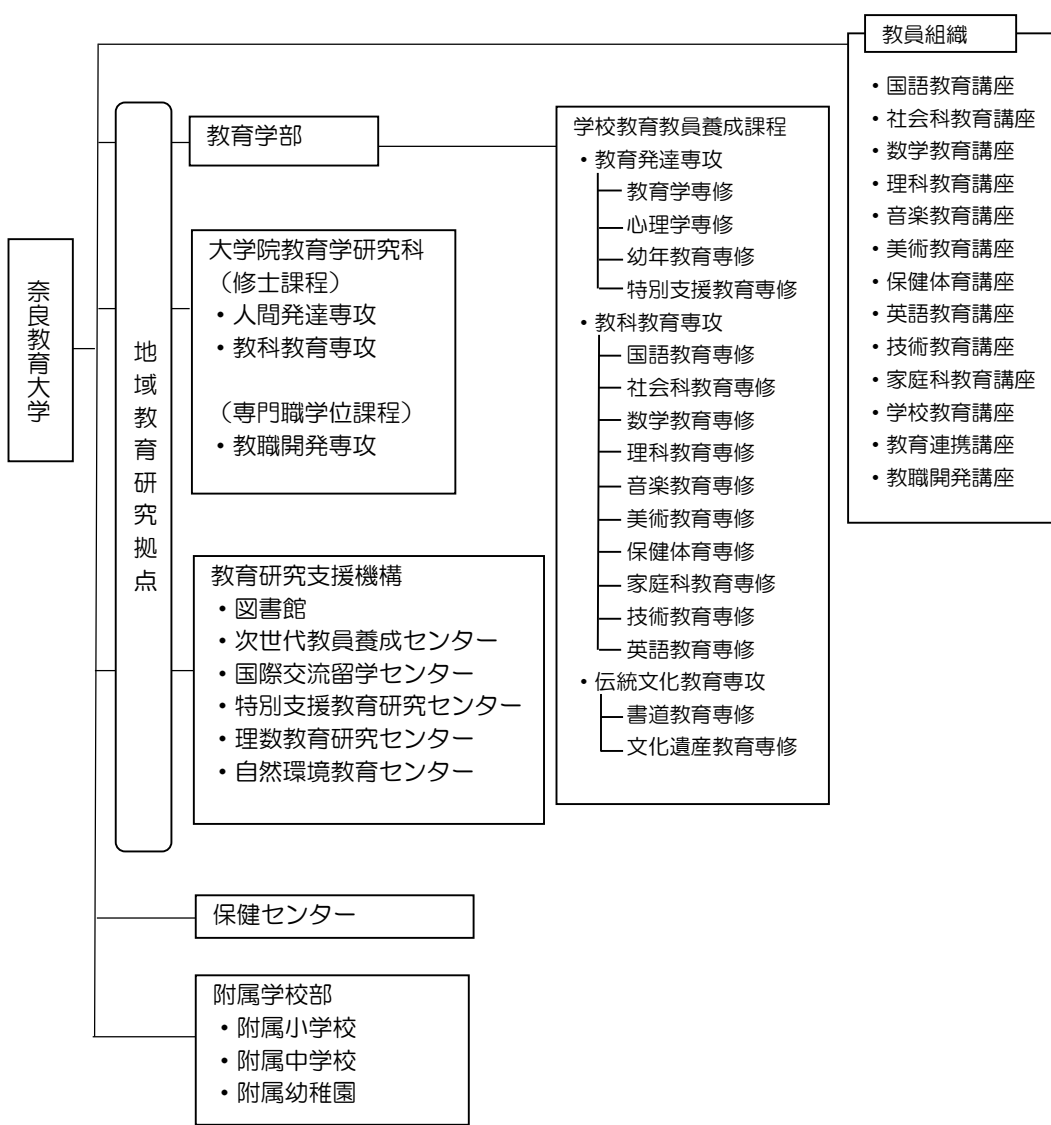 奈良教育大学
地域教育研究拠点
教育学部
大学院教育学研究科
（修士課程）
・人間発達専攻
・教科教育専攻
（専門職学位課程）
・教職開発専攻
教育研究支援機構
・図書館
・次世代教員養成センター
・国際交流留学センター
・特別支援教育研究センター
・理数教育研究センター
・自然環境教育センター
保健センター
附属学校部
・附属小学校
・附属中学校
・附属幼稚園
学校教育教員養成課程
・教育発達専攻
教育学専修
心理学専修
幼年教育専修
特別支援教育専修
・教科教育専攻
国語教育専修
社会科教育専修
数学教育専修
理科教育専修
音楽教育専修
美術教育専修
保健体育専修
家庭科教育専修
技術教育専修
英語教育専修
・伝統文化教育専攻
書道教育専修
文化遺産教育専修
教員組織
・国語教育講座
・社会科教育講座
・数学教育講座
・理科教育講座
・音楽教育講座
・美術教育講座
・保健体育講座
・英語教育講座
・技術教育講座
・家庭科教育講座
・学校教育講座
・教育連携講座
・教職開発講座